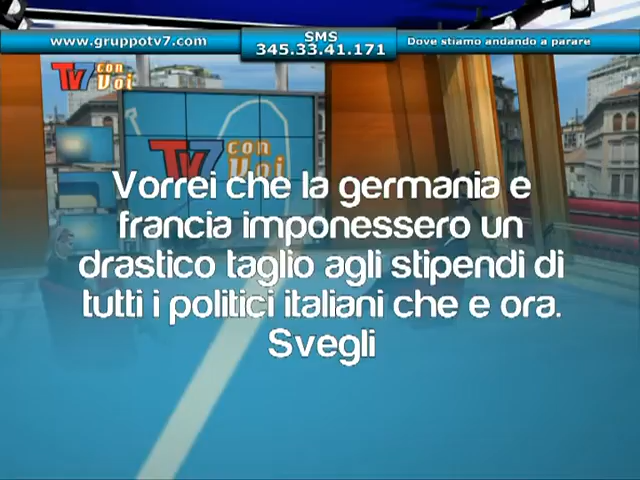 www.gruppotv7.com
SMS
345.33.41.171
Dove stiamo andando a parare
TV7 con
Voi
TV7 con
Voi
Vorrei che la germania e
francia imponessero un
drastico taglio agli stipendi di
tutti i politici italiani che e ora.
Svegli